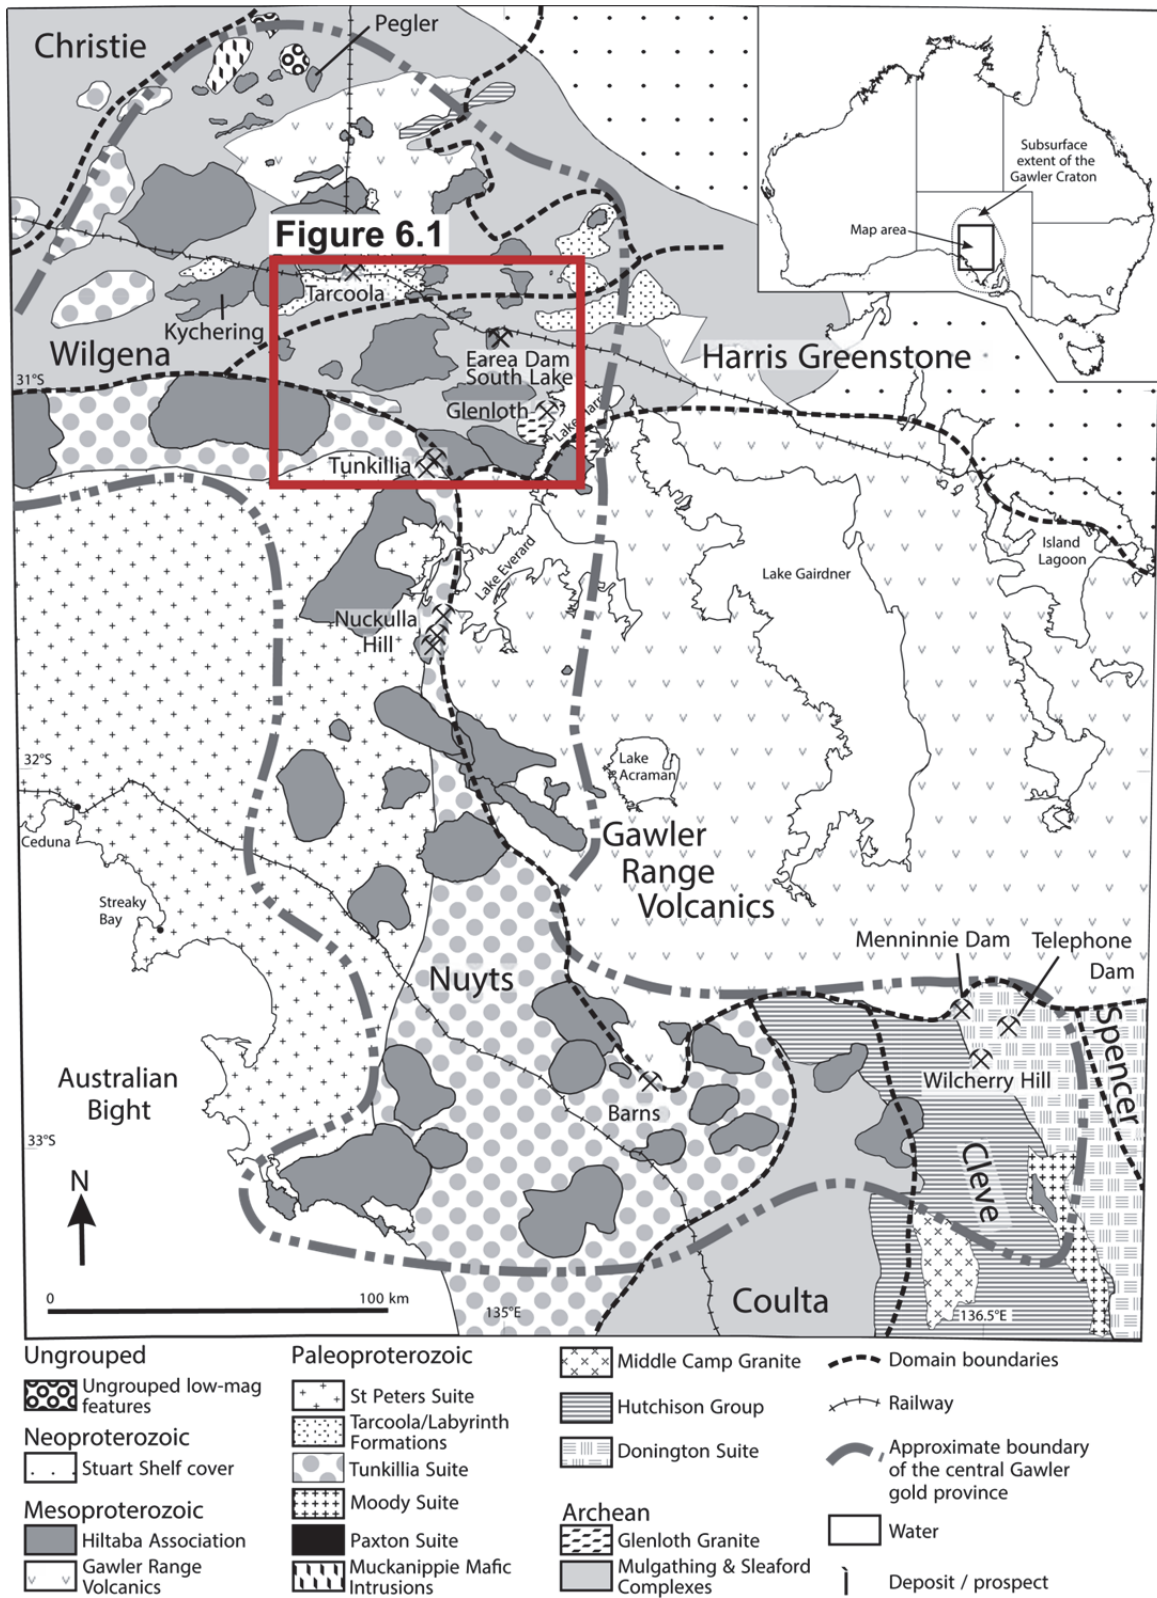 Christie
Pegler
Subsurface
extent of the
Gawler Craton
Map area
Figure 6.1
Tarcoola
Kychering
Wilgena
Earea Dam
South Lake
Glenloth
Lake Harris
Harris Greenstone
31°S
Tunkillia
Lake Everard
Lake Gairdner
Island
Lagoon
Nuckulla
Hill
32°S
Lake
Acraman
Ceduna
Gawler
Range
Volcanics
Streaky
Bay
Menninnie Dam
Telephone
Dam
Nuyts
Spencer
Australian
Bight
Wilcherry Hill
Barns
33°S
Cleve
N
0
100 km
135°E
Coulta
136.5°E
Ungrouped
Ungrouped low-mag
features
Neoproterozoic
Stuart Shelf cover
Mesoproterozoic
Hiltaba Association
Gawler Range
Volcanics
Paleoproterozoic
St Peters Suite
Tarcoola/Labyrinth
Formations
Tunkillia Suite
Moody Suite
Paxton Suite
Muckanippie Mafic
Intrusions
Middle Camp Granite
Hutchison Group
Donington Suite
Archean
Glenloth Granite
Mulgathing & Sleaford
Complexes
Domain boundaries
Railway
Approximate boundary
of the central Gawler
gold province
Water
Deposit / prospect